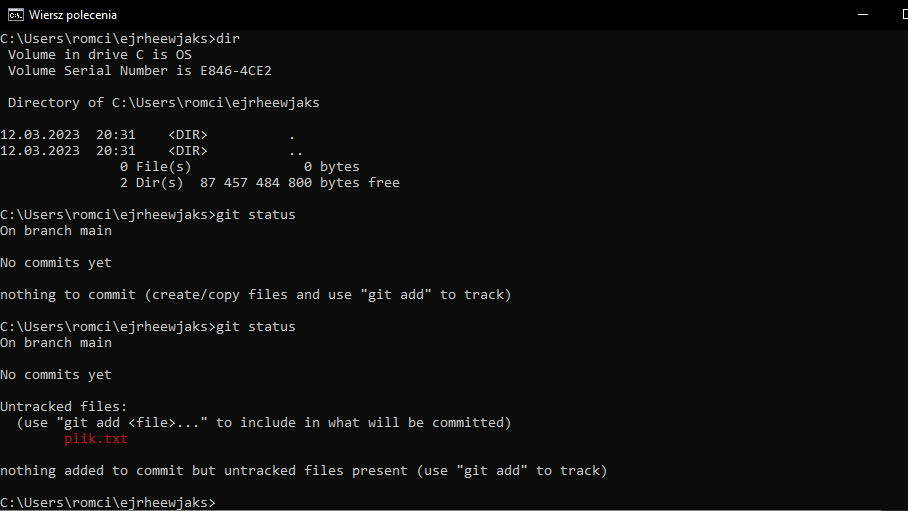 Wiersz polecenia
C:\Users\romci\ejrheewjaks>dir
 Volume in drive C is OS
 Volume Serial Number is E846-4CE2

 Directory of C:\Users\romci\ejrheewjaks

12.03.2023  20:31    <DIR>          .
12.03.2023  20:31    <DIR>          ..
               0 File(s)              0 bytes
               2 Dir(s)  87 457 484 800 bytes free

C:\Users\romci\ejrheewjaks>git status
On branch main

No commits yet

nothing to commit (create/copy files and use "git add" to track)

C:\Users\romci\ejrheewjaks>git status
On branch main

No commits yet

Untracked files:
  (use "git add <file>..." to include in what will be committed)
        plik.txt

nothing added to commit but untracked files present (use "git add" to track)

C:\Users\romci\ejrheewjaks>